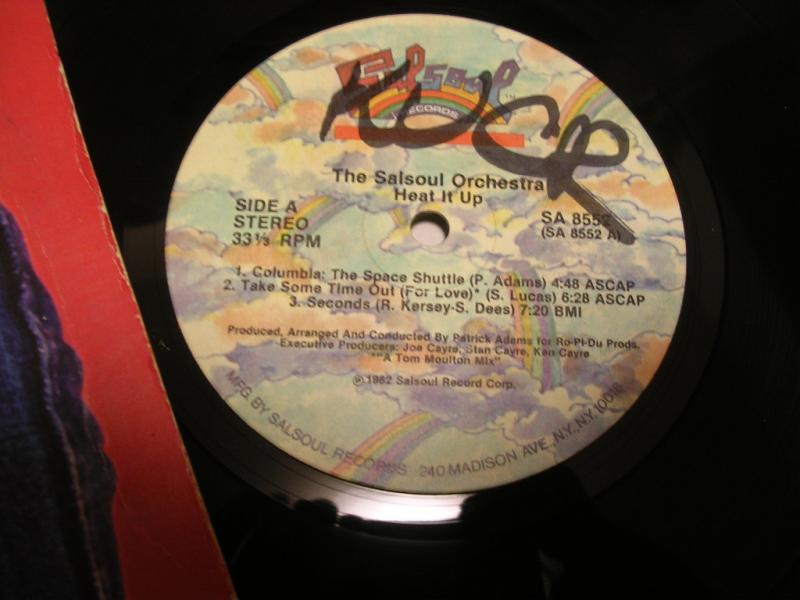 Salsoul
RECORDS
KUCR
The Salsoul Orchestra
Heat It Up
SIDE A
STEREO
33⅓ RPM
SA 8552
(SA 8552 A)
1. Columbia: The Space Shuttle (P. Adams) 4:48 ASCAP
2. Take Some Time Out (For Love)* (S. Lucas) 6:28 ASCAP
3. Seconds (R. Kersey-S. Dees) 7:20 BMI
Produced, Arranged And Conducted By Patrick Adams for Ro-Pi-Du Prods.
Executive Producers: Joe Cayre, Stan Cayre, Ken Cayre
*"A Tom Moulton Mix"
℗ 1982 Salsoul Record Corp.
MFG. BY SALSOUL RECORDS 240 MADISON AVE., N.Y., N.Y. 10016